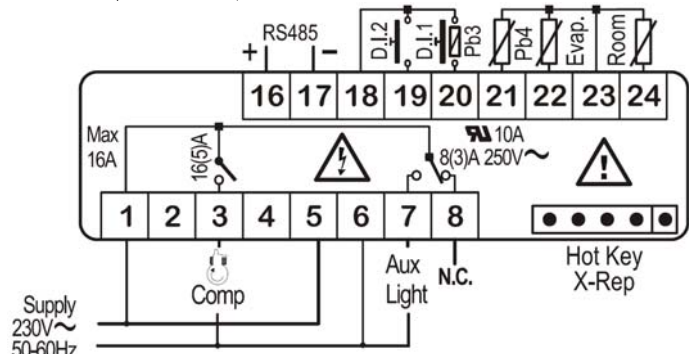 RS485
+ −
D.I.2
D.I.1
Pb3
Pb4
Evap.
Room
16 17 18 19 20 21 22 23 24
Max
16A
16(5)A
10A
8(3)A 250V~
1 2 3 4 5 6 7 8
Comp
Aux
Light
N.C.
Hot Key
X-Rep
Supply
230V~
50-60Hz